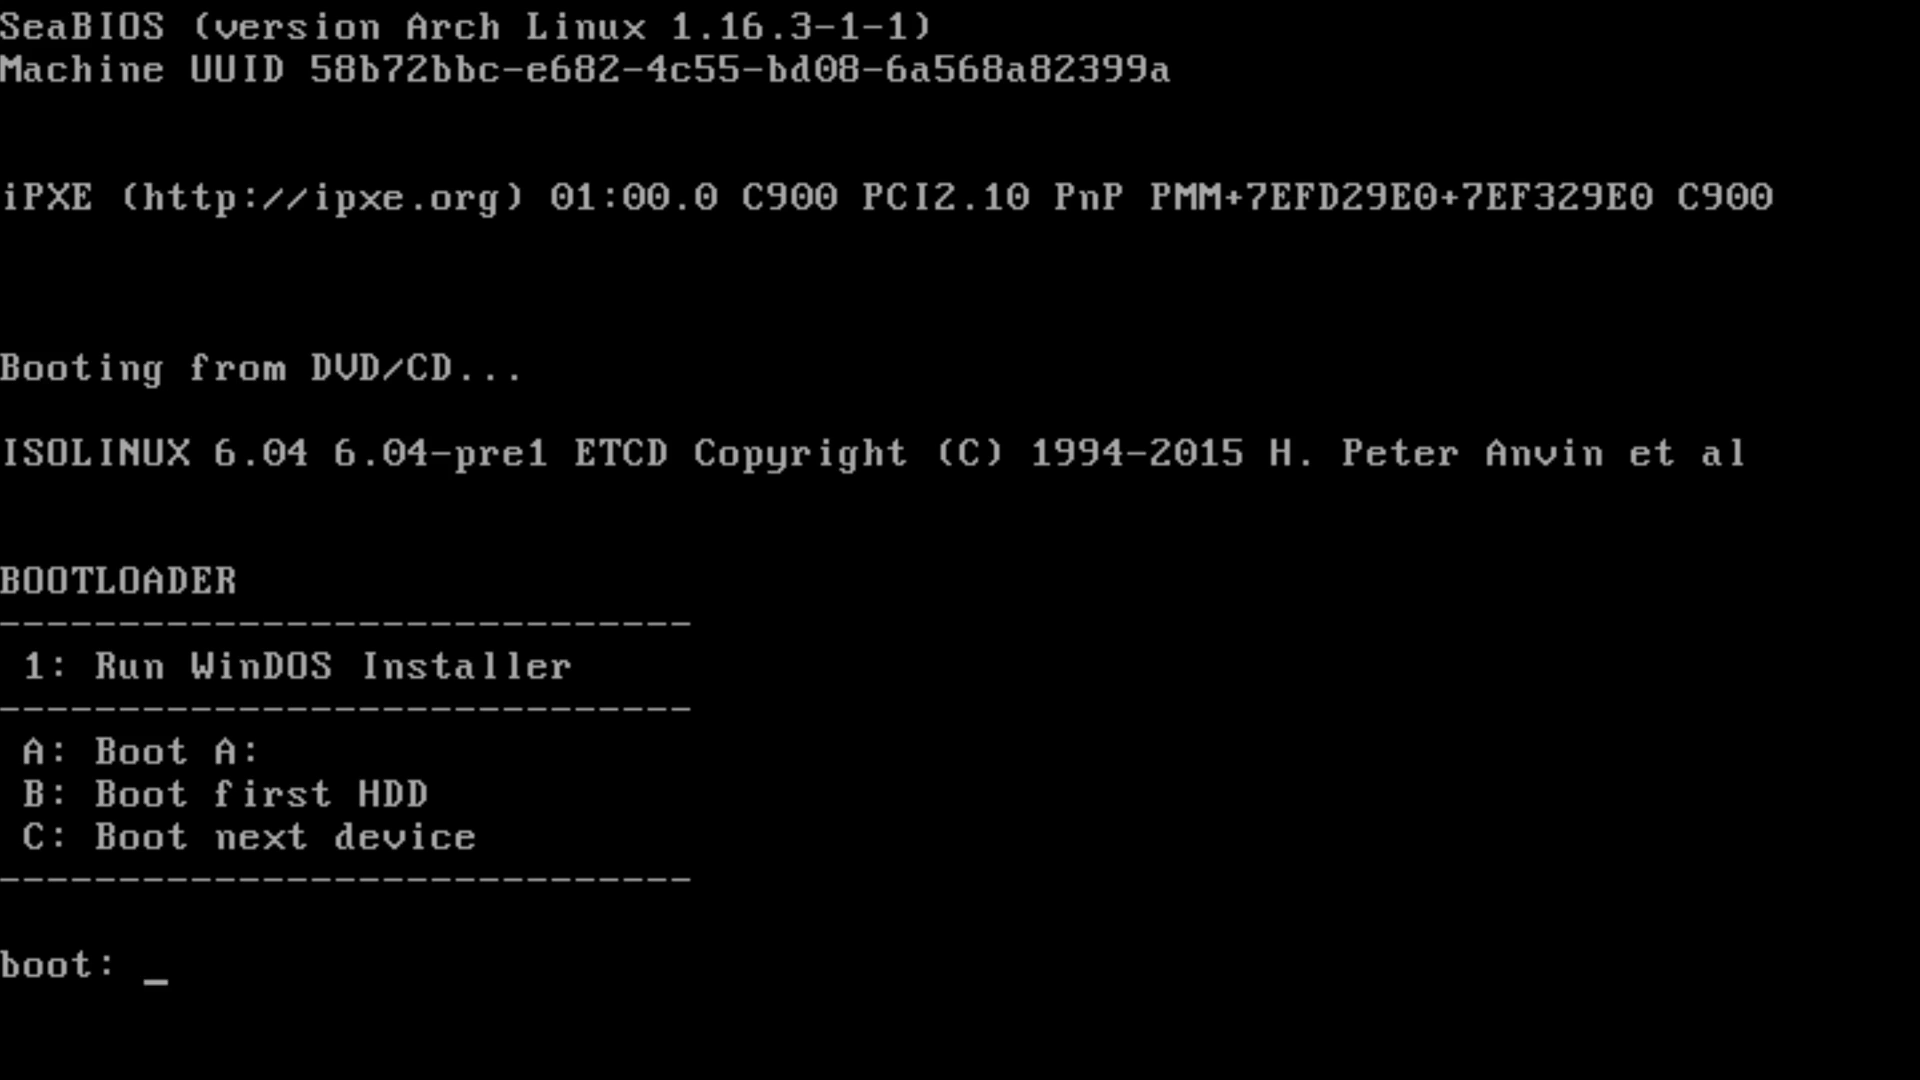 SeaBIOS (version Arch Linux 1.16.3-1-1)
Machine UUID 58b72bbc-e682-4c55-bd08-6a568a82399a
iPXE (http://ipxe.org) 01:00.0 C900 PCI2.10 PnP PMM+7EFD29E0+7EF329E0 C900
Booting from DVD/CD...
ISOLINUX 6.04 6.04-pre1 ETCD Copyright (C) 1994-2015 H. Peter Anvin et al
BOOTLOADER
-----------------------------
1: Run WinDOS Installer
-----------------------------
A: Boot A:
B: Boot first HDD
C: Boot next device
-----------------------------
boot: _